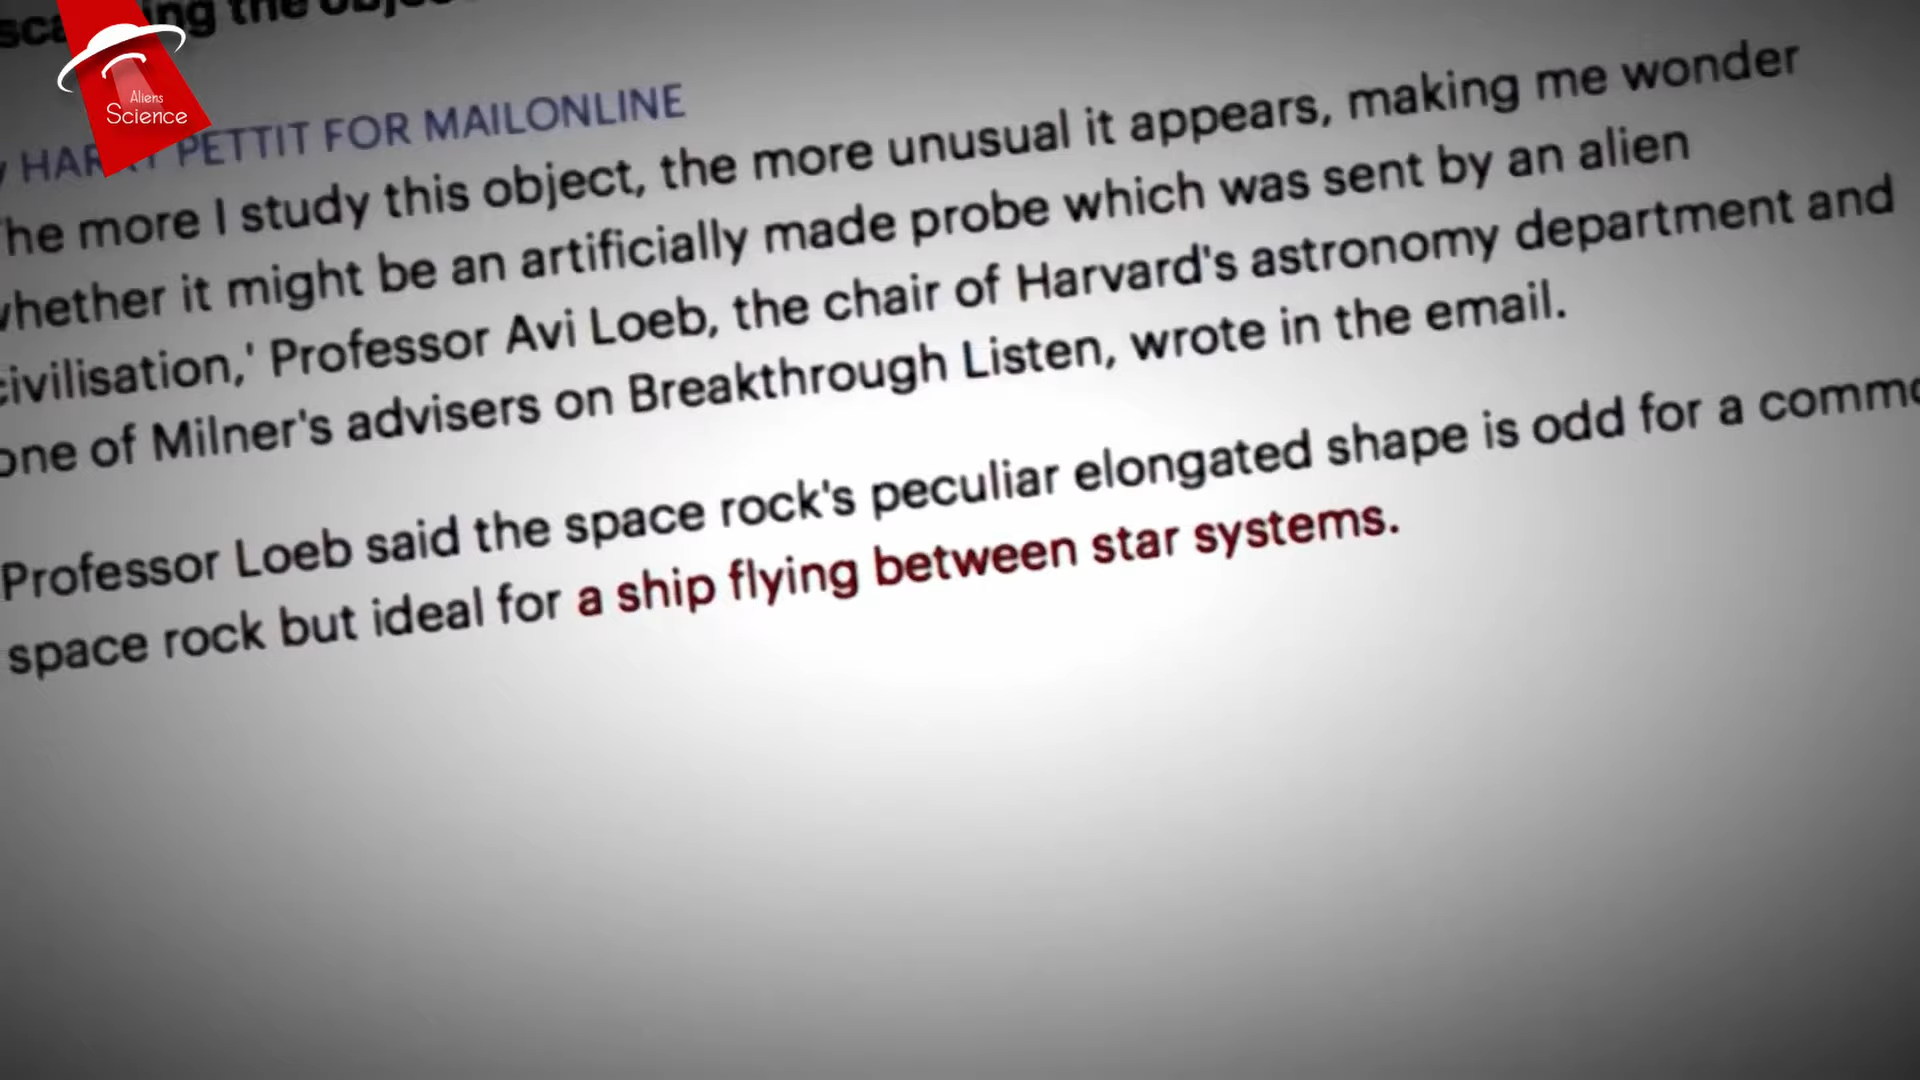 ing the
Aliens
Science
HARRY PETTIT FOR MAILONLINE
he more I study this object, the more unusual it appears, making me wonder
whether it might be an artificially made probe which was sent by an alien
civilisation,' Professor Avi Loeb, the chair of Harvard's astronomy department and
one of Milner's advisers on Breakthrough Listen, wrote in the email.
Professor Loeb said the space rock's peculiar elongated shape is odd for a commo
space rock but ideal for a ship flying between star systems.